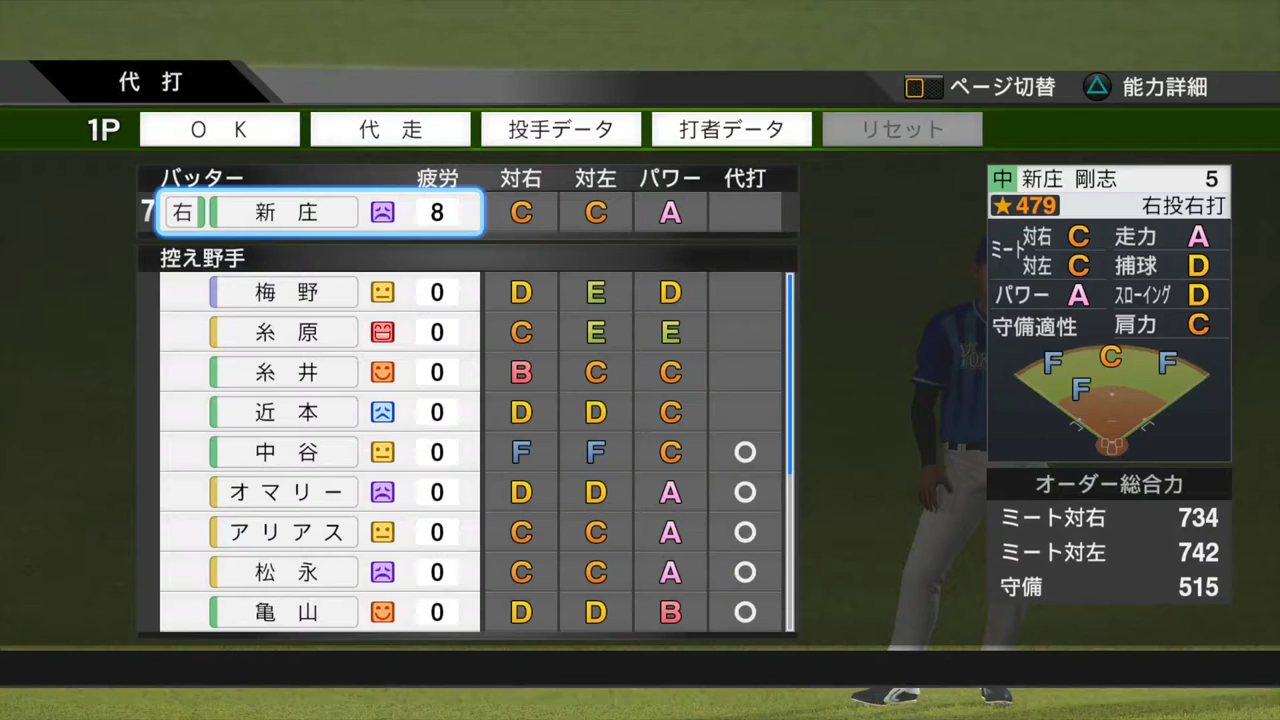 代 打
ページ切替 能力詳細
1P O K 代 走 投手データ 打者データ リセット
バッター 疲労 対右 対左 パワー 代打
7 右 新 庄 8 C C A
控え野手
梅 野 0 D E D
糸 原 0 C E E
糸 井 0 B C C
近 本 0 D D C
中 谷 0 F F C ○
オ マ リ ー 0 D D A ○
ア リ ア ス 0 C C A ○
松 永 0 C C A ○
亀 山 0 D D B ○
中 新庄 剛志 5
★479 右投右打
ミート 対右 C 走力 A
対左 C 捕球 D
パワー A スローイング D
守備適性 肩力 C
F C F
F
オーダー総合力
ミート対右 734
ミート対左 742
守備 515